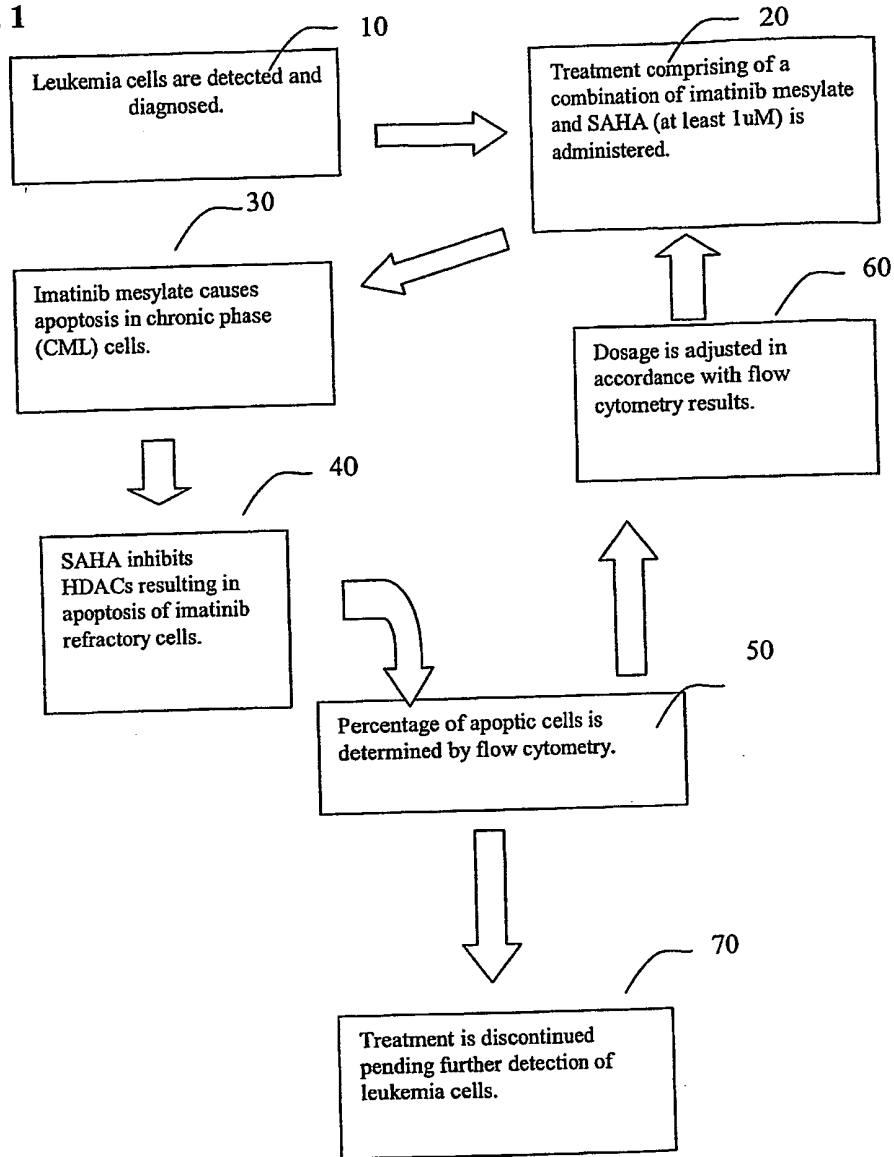 1
10
Leukemia cells are detected and
diagnosed.
20
Treatment comprising of a
combination of imatinib mesylate
and SAHA (at least 1uM) is
administered.
30
Imatinib mesylate causes
apoptosis in chronic phase
(CML) cells.
60
Dosage is adjusted in
accordance with flow
cytometry results.
40
SAHA inhibits
HDACs resulting in
apoptosis of imatinib
refractory cells.
50
Percentage of apoptic cells is
determined by flow cytometry.
70
Treatment is discontinued
pending further detection of
leukemia cells.